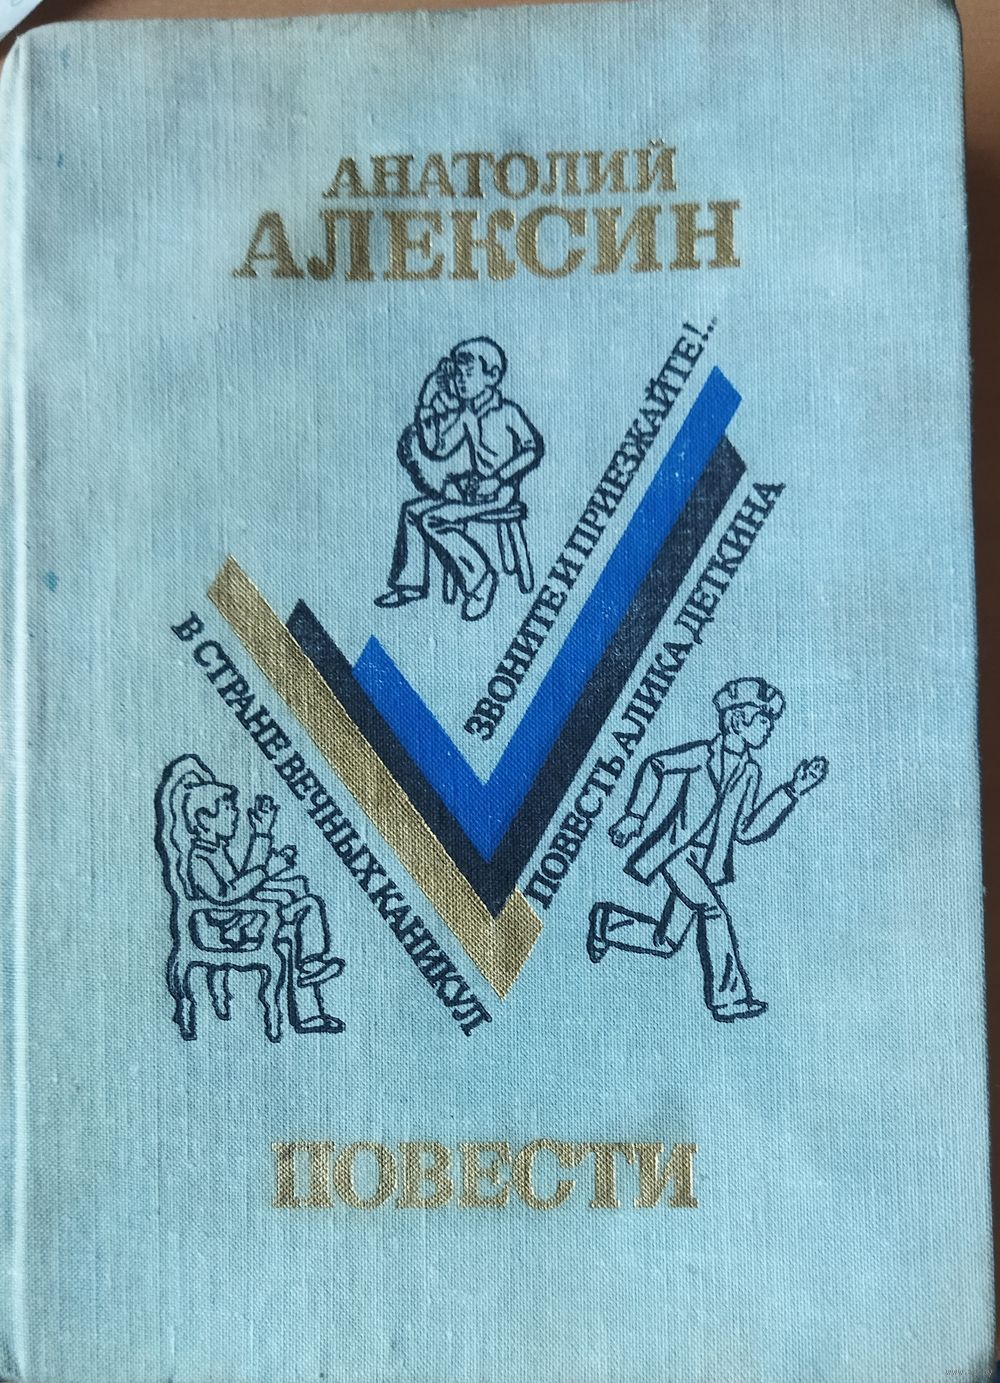 АНАТОЛИЙ
АЛЕКСИН
ЗВОНИТЕ И ПРИЕЗЖАЙТЕ!..
В СТРАНЕ ВЕЧНЫХ КАНИКУЛ
ПОВЕСТЬ АЛИКА ДЕТКИНА
ПОВЕСТИ